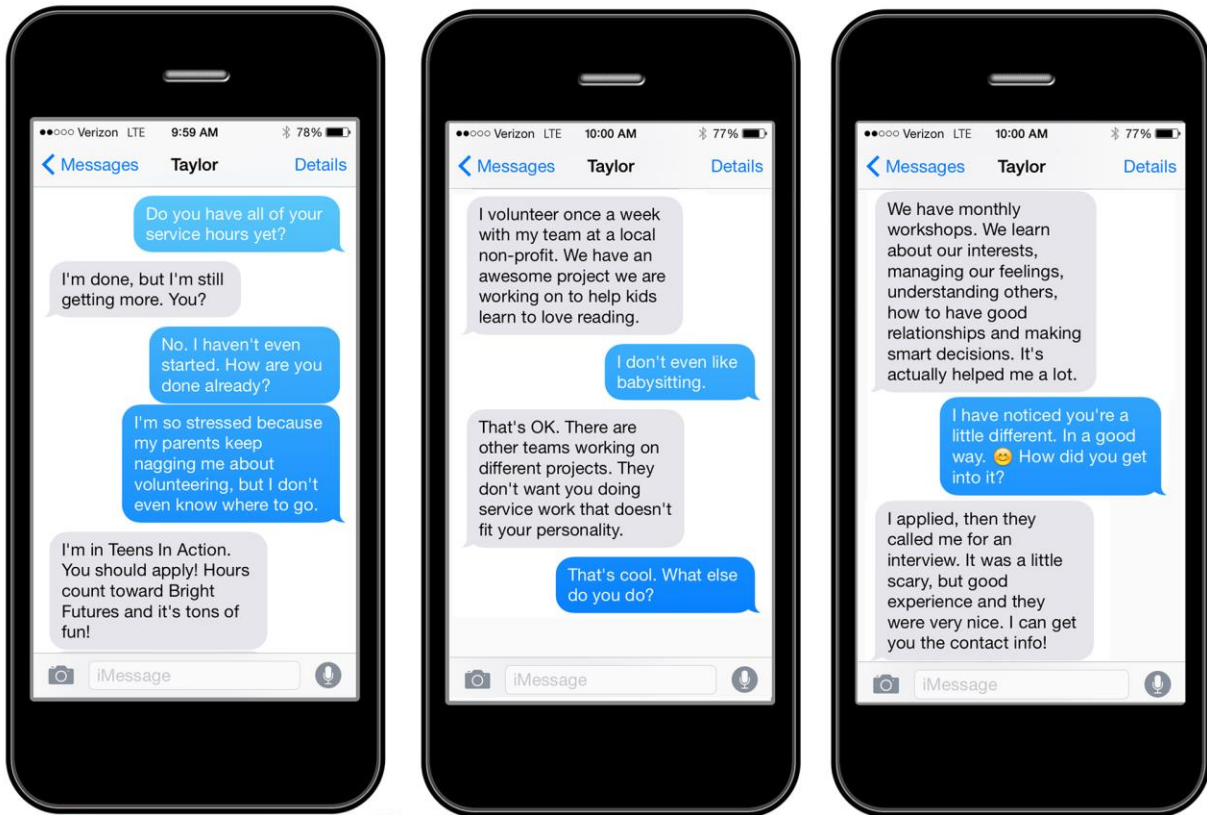 Verizon LTE 9:59 AM 78%
Messages Taylor Details
Do you have all of your
service hours yet?
I'm done, but I'm still
getting more. You?
No. I haven't even
started. How are you
done already?
I'm so stressed because
my parents keep
nagging me about
volunteering, but I don't
even know where to go.
I'm in Teens In Action.
You should apply! Hours
count toward Bright
Futures and it's tons of
fun!
iMessage
Verizon LTE 10:00 AM 77%
Messages Taylor Details
I volunteer once a week
with my team at a local
non-profit. We have an
awesome project we are
working on to help kids
learn to love reading.
I don't even like
babysitting.
That's OK. There are
other teams working on
different projects. They
don't want you doing
service work that doesn't
fit your personality.
That's cool. What else
do you do?
iMessage
Verizon LTE 10:00 AM 77%
Messages Taylor Details
We have monthly
workshops. We learn
about our interests,
managing our feelings,
understanding others,
how to have good
relationships and making
smart decisions. It's
actually helped me a lot.
I have noticed you're a
little different. In a good
way. 😊 How did you get
into it?
I applied, then they
called me for an
interview. It was a little
scary, but good
experience and they
were very nice. I can get
you the contact info!
iMessage